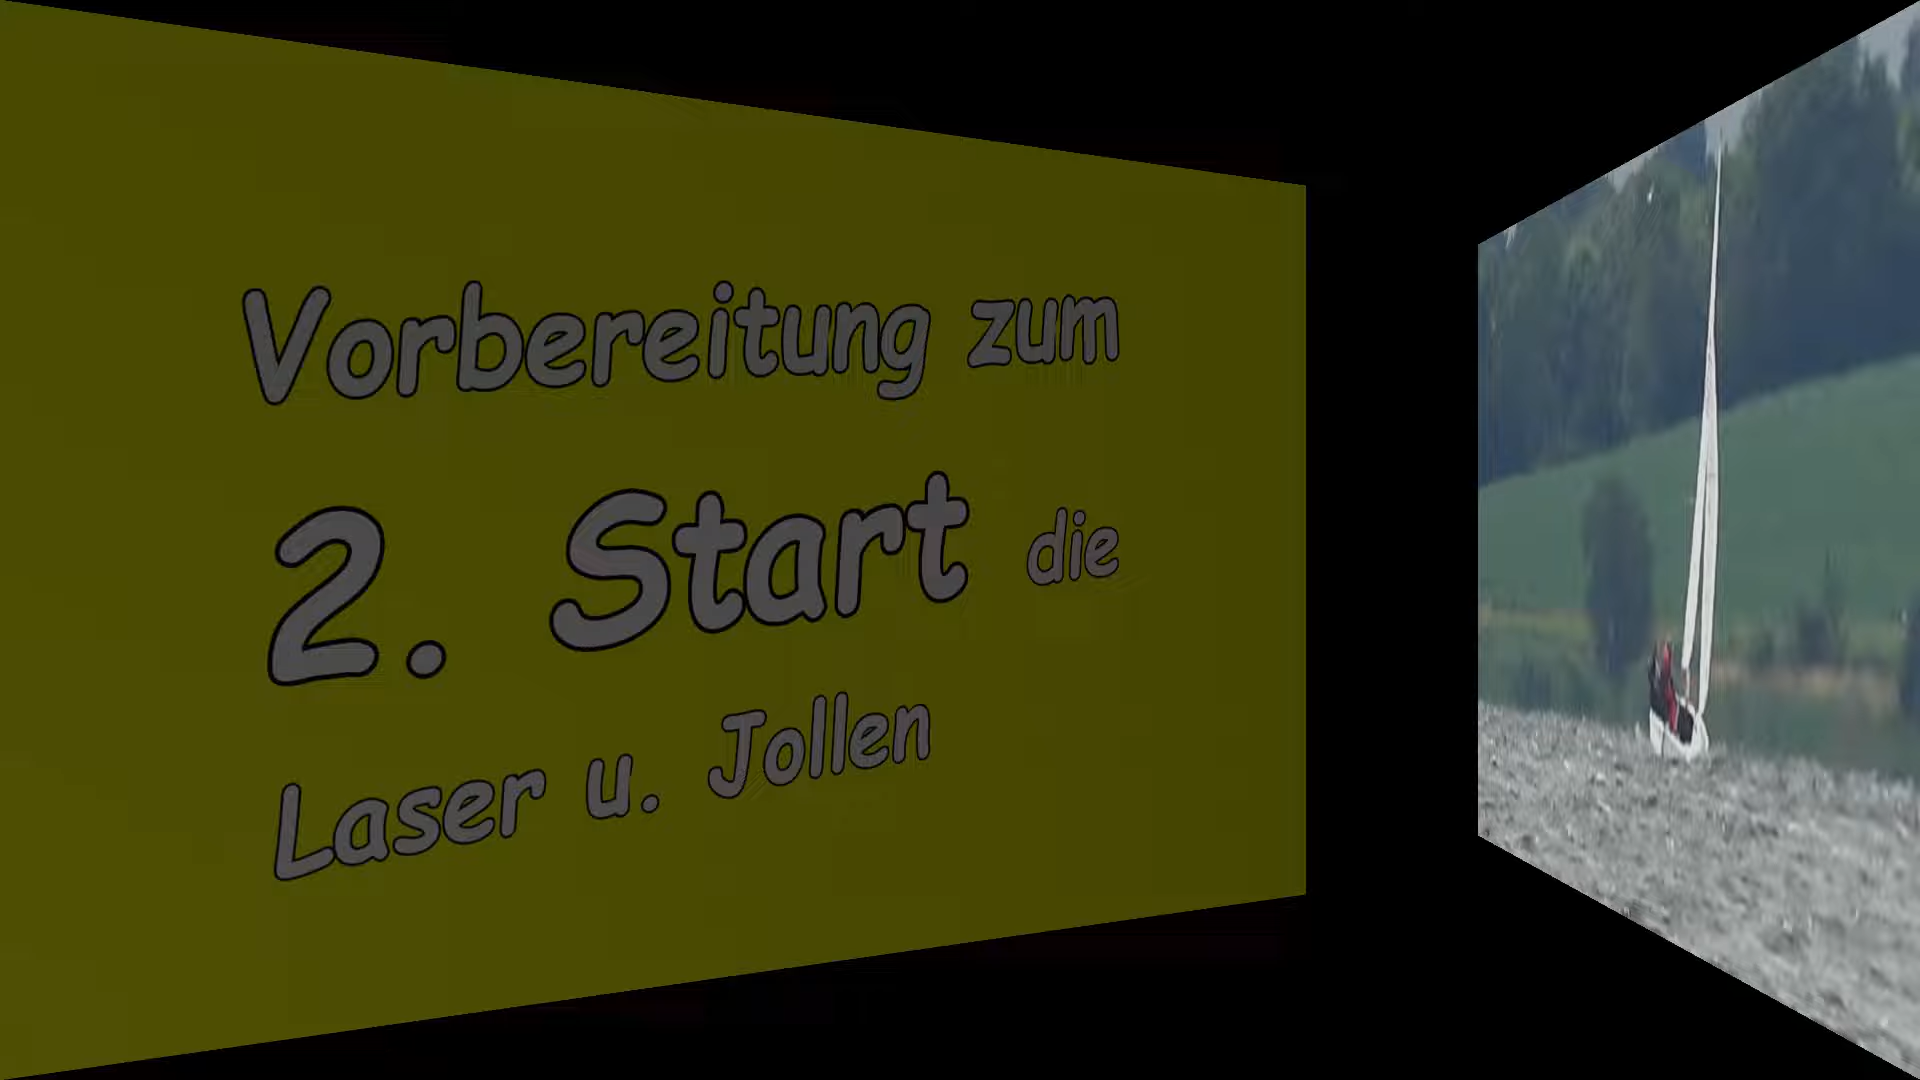 Vorbereitung zum
2. Start die
Laser u. Jollen